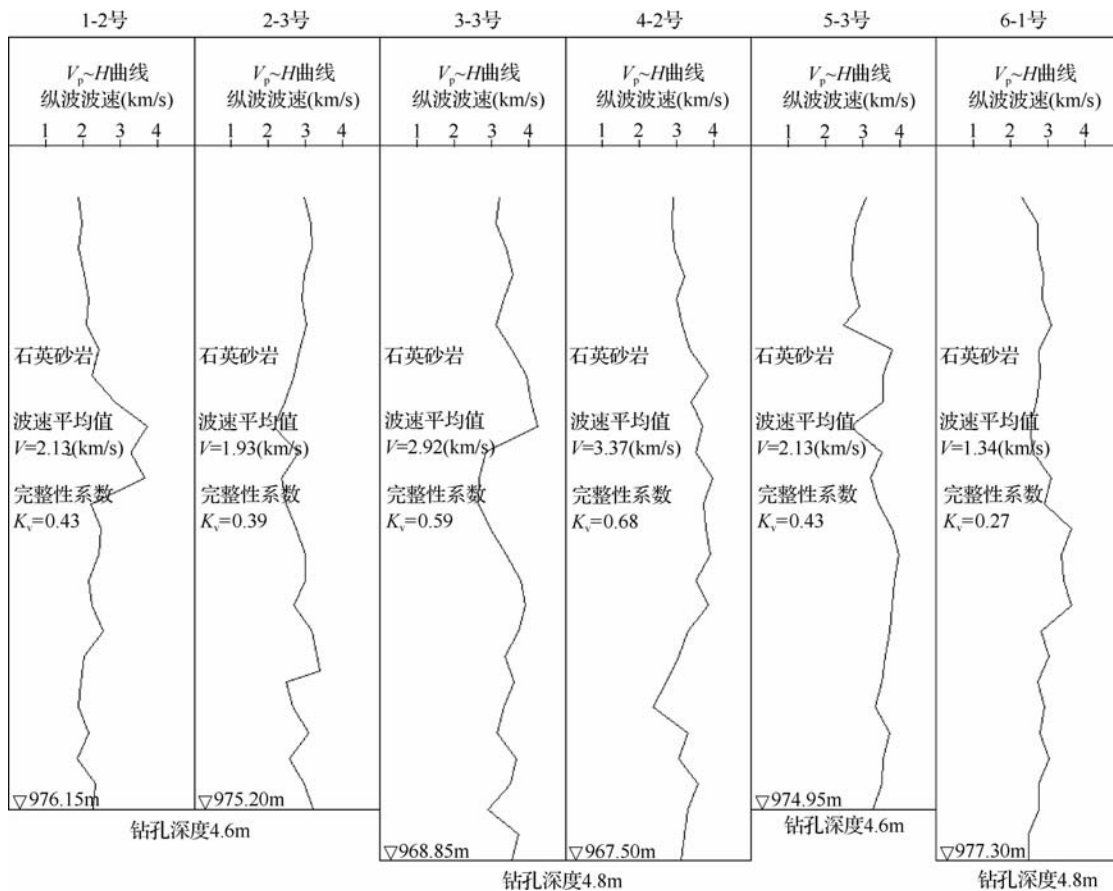 1-2号
2-3号
3-3号
4-2号
5-3号
6-1号
Vp~H曲线
纵波波速(km/s)
1 2 3 4
Vp~H曲线
纵波波速(km/s)
1 2 3 4
Vp~H曲线
纵波波速(km/s)
1 2 3 4
Vp~H曲线
纵波波速(km/s)
1 2 3 4
Vp~H曲线
纵波波速(km/s)
1 2 3 4
Vp~H曲线
纵波波速(km/s)
1 2 3 4
石英砂岩
波速平均值
V=2.13(km/s)
完整性系数
Kv=0.43
▽976.15m
石英砂岩
波速平均值
V=1.93(km/s)
完整性系数
Kv=0.39
▽975.20m
钻孔深度4.6m
石英砂岩
波速平均值
V=2.92(km/s)
完整性系数
Kv=0.59
▽968.85m
石英砂岩
波速平均值
V=3.37(km/s)
完整性系数
Kv=0.68
▽967.50m
钻孔深度4.8m
石英砂岩
波速平均值
V=2.13(km/s)
完整性系数
Kv=0.43
▽974.95m
钻孔深度4.6m
石英砂岩
波速平均值
V=1.34(km/s)
完整性系数
Kv=0.27
▽977.30m
钻孔深度4.8m